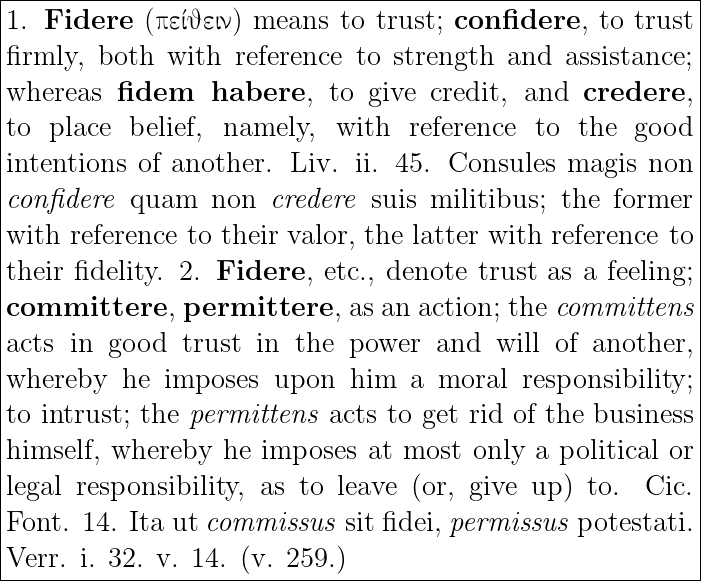 1. Fidere (πείϑειν) means to trust; confidere, to trust
firmly, both with reference to strength and assistance;
whereas fidem habere, to give credit, and credere,
to place belief, namely, with reference to the good
intentions of another. Liv. ii. 45. Consules magis non
confidere quam non credere suis militibus; the former
with reference to their valor, the latter with reference to
their fidelity. 2. Fidere, etc., denote trust as a feeling;
committere, permittere, as an action; the committens
acts in good trust in the power and will of another,
whereby he imposes upon him a moral responsibility;
to intrust; the permittens acts to get rid of the business
himself, whereby he imposes at most only a political or
legal responsibility, as to leave (or, give up) to. Cic.
Font. 14. Ita ut commissus sit fidei, permissus potestati.
Verr. i. 32. v. 14. (v. 259.)